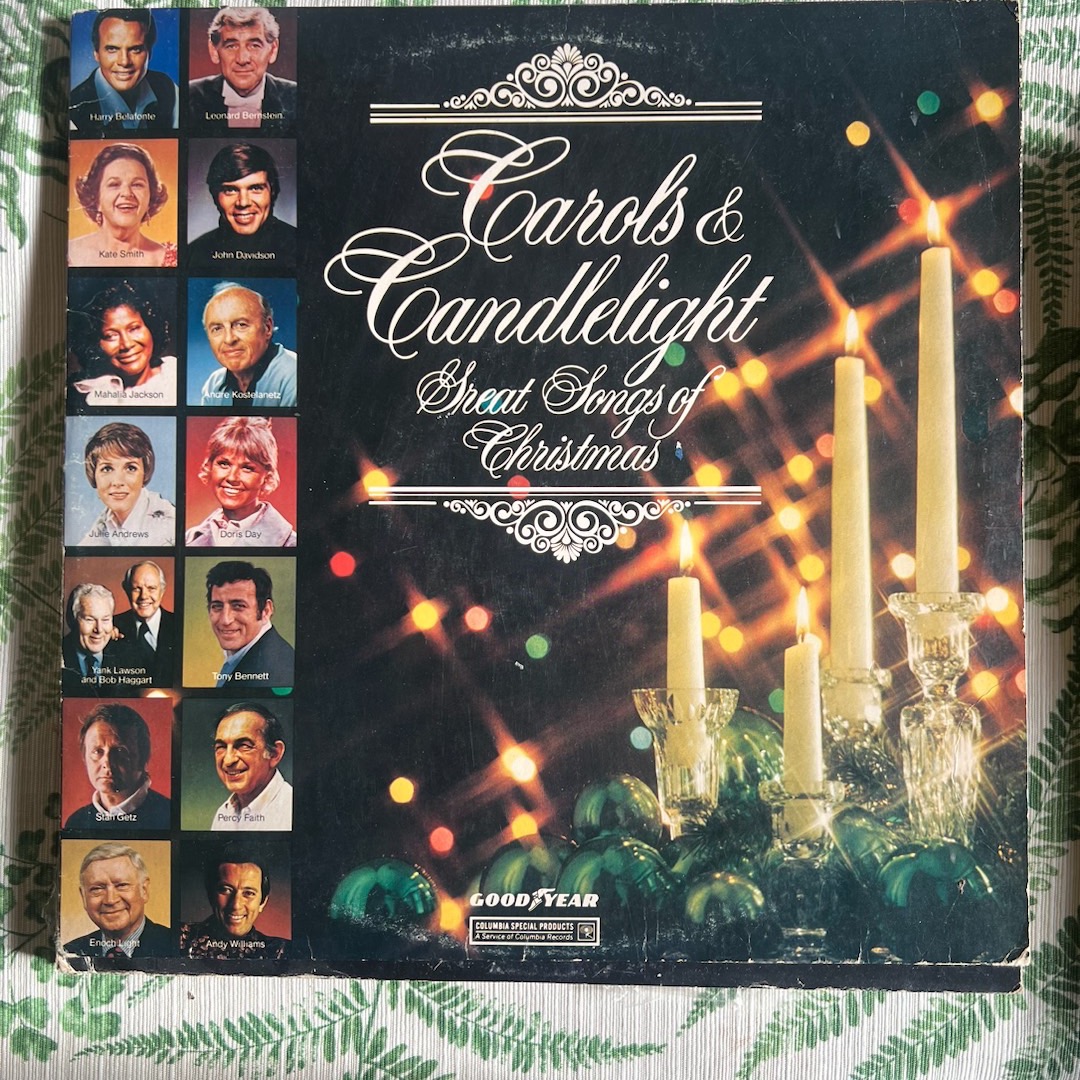 Harry Belafonte
Leonard Bernstein
Kate Smith
John Davidson
Mahalia Jackson
Andre Kostelanetz
Julie Andrews
Doris Day
Yank Lawson
and Bob Haggart
Tony Bennett
Stan Getz
Percy Faith
Enoch Light
Andy Williams
Carols &
Candlelight
Great Songs of
Christmas
GOODYEAR
COLUMBIA SPECIAL PRODUCTS
A Service of Columbia Records